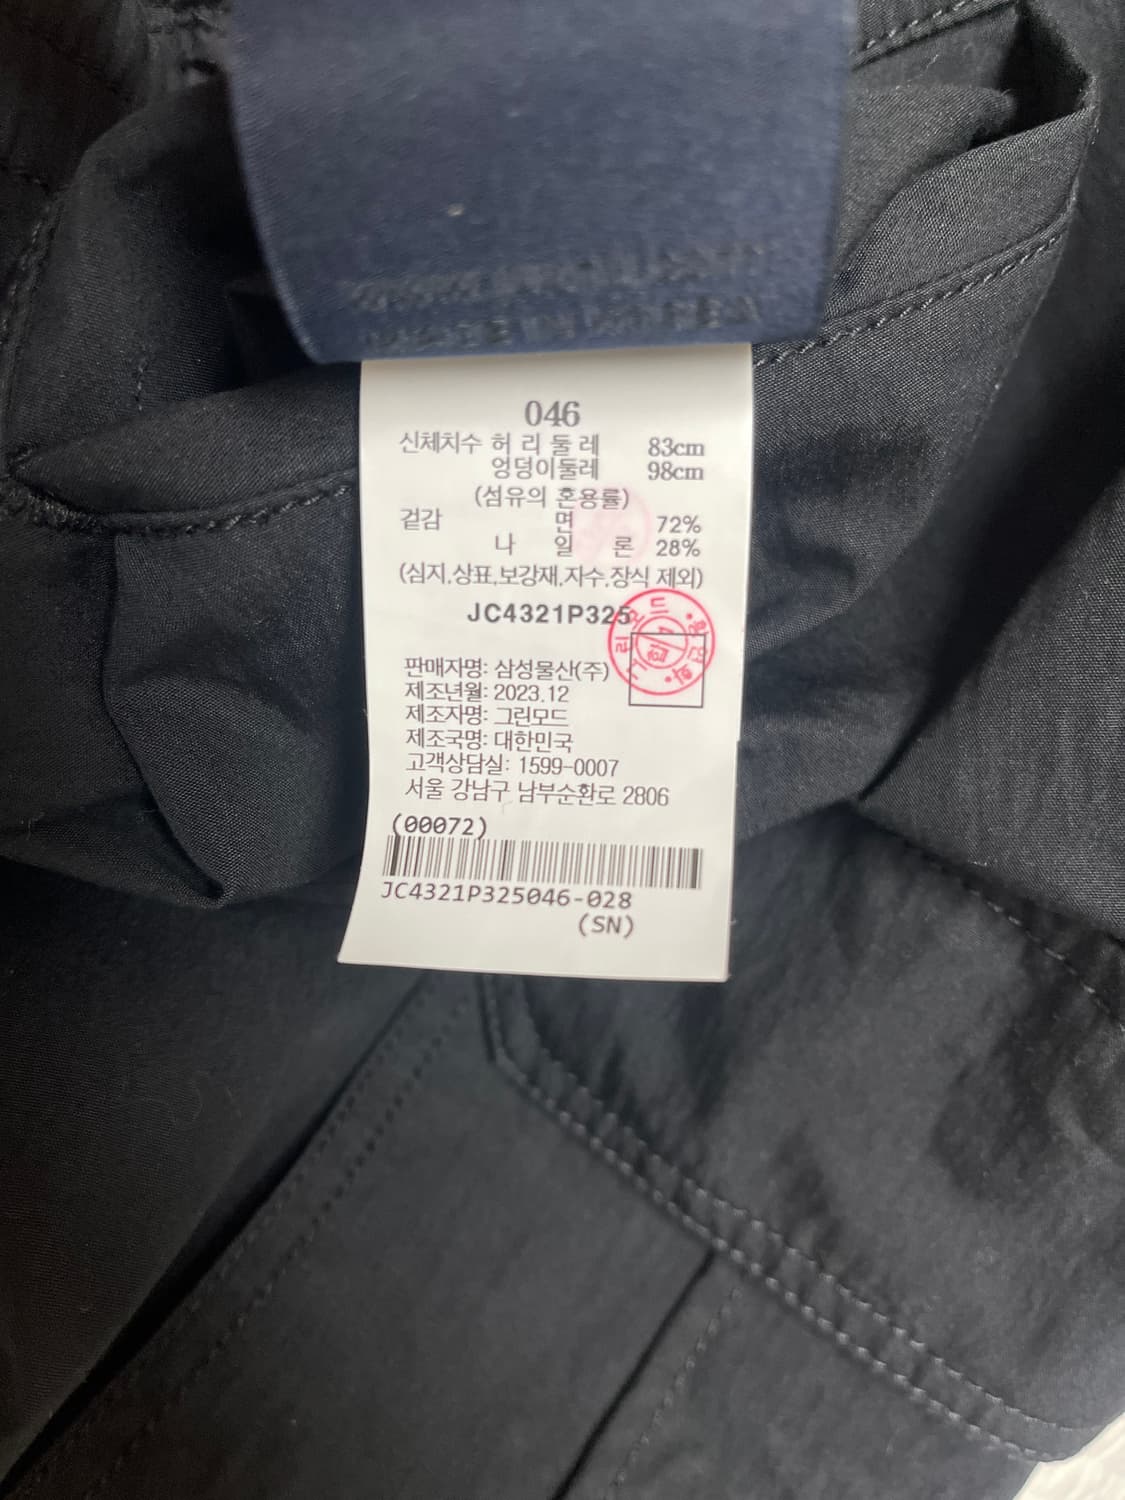 046
신체치수 허 리 둘 레 83cm
엉덩이둘레 98cm
(섬유의 혼용률)
겉감 면 72%
나 일 론 28%
(심지,상표,보강재,자수,장식 제외)
JC4321P325
판매자명: 삼성물산(주)
제조년월: 2023.12
제조자명: 그린모드
제조국명: 대한민국
고객상담실: 1599-0007
서울 강남구 남부순환로 2806
(00072)
JC4321P325046-028
(SN)